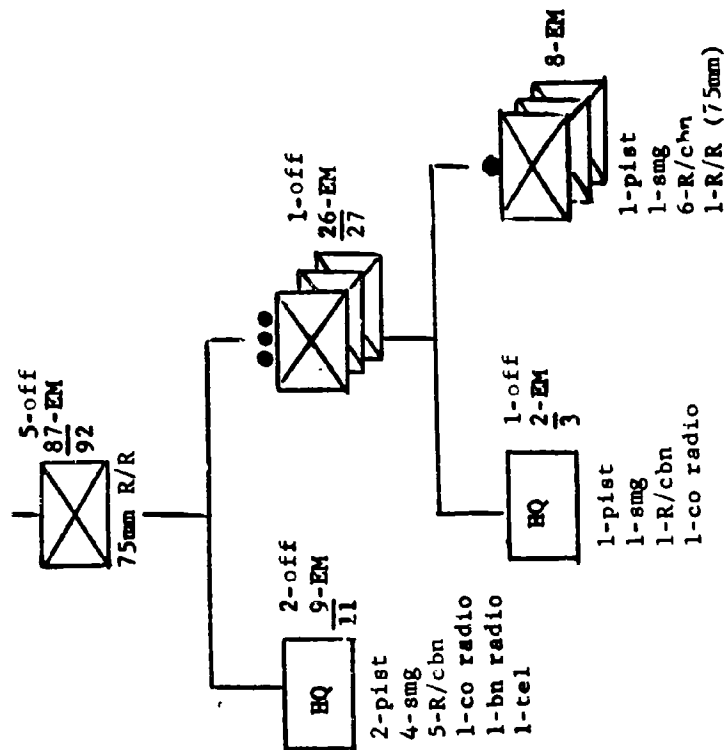 5-off
87-EM
92
75mm R/R
HQ
2-off
9-EM
11
2-pist
4-smg
5-R/cbn
1-co radio
1-bn radio
1-tel
1-off
26-EM
27
HQ
1-off
2-EM
3
1-pist
1-smg
1-R/cbn
1-co radio
8-EM
1-pist
1-smg
6-R/cbn
1-R/R (75mm)